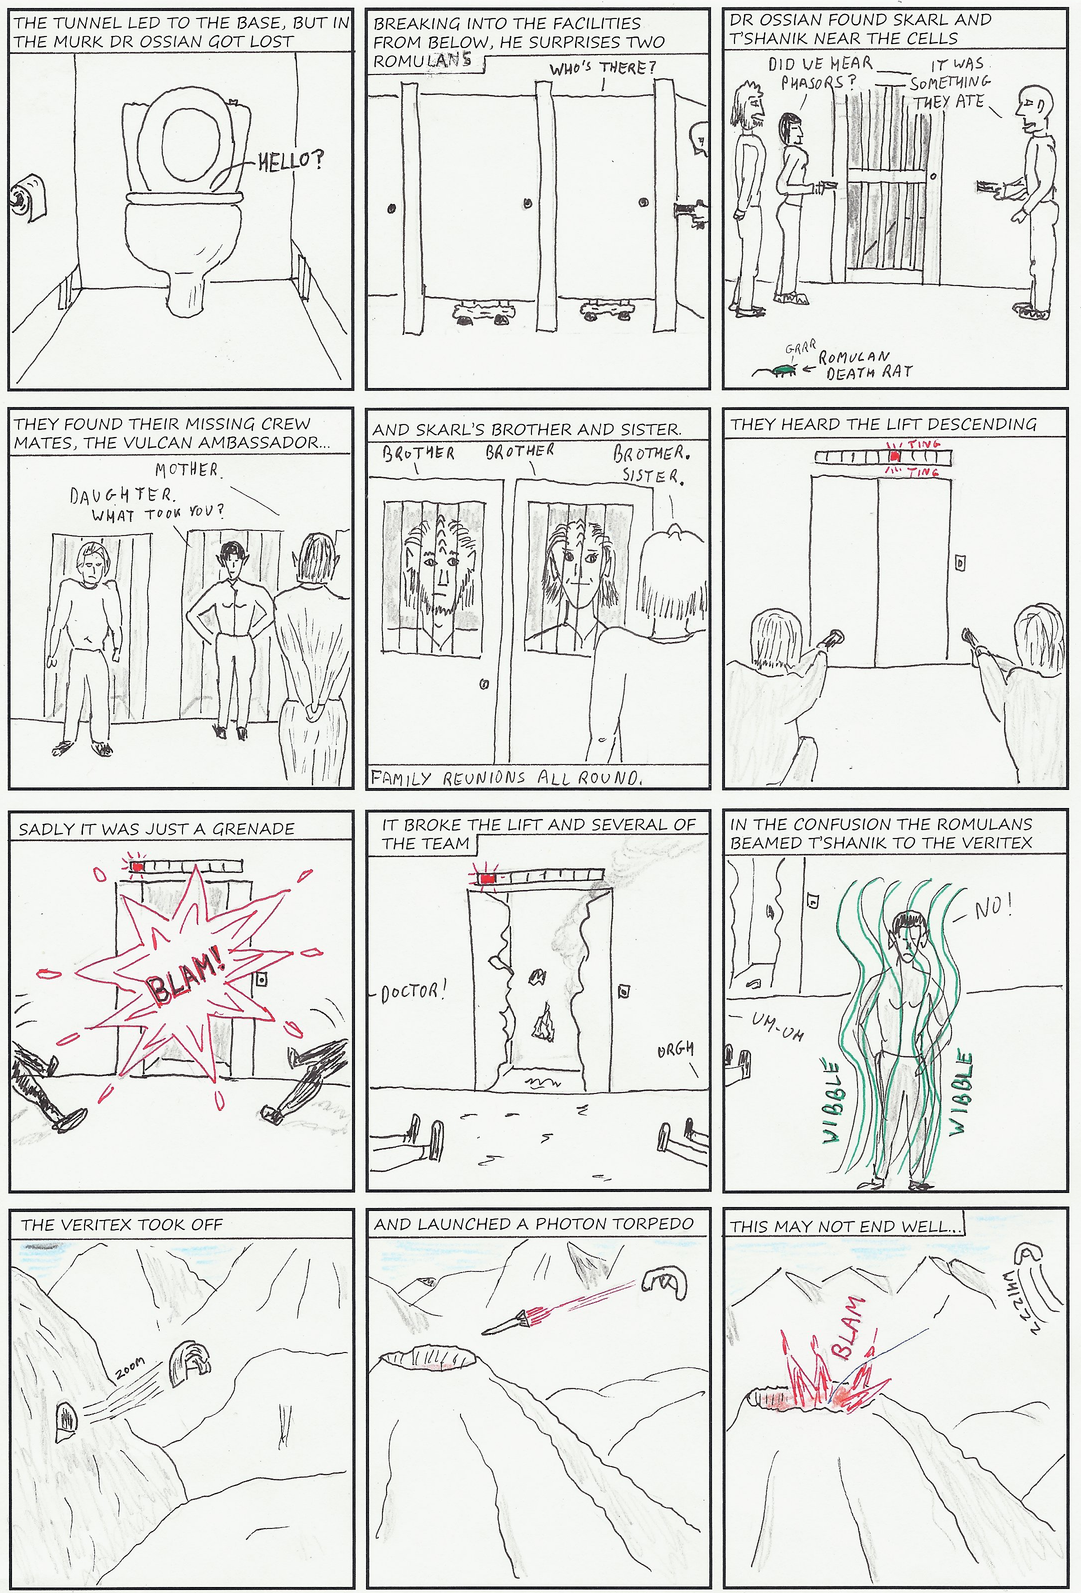 THE TUNNEL LED TO THE BASE, BUT IN
THE MURK DR OSSIAN GOT LOST
HELLO?
BREAKING INTO THE FACILITIES
FROM BELOW, HE SURPRISES TWO
ROMULANS
WHO'S THERE?
DR OSSIAN FOUND SKARL AND
T'SHANIK NEAR THE CELLS
DID WE HEAR
PHASORS?
IT WAS
SOMETHING
THEY ATE
GRRR
ROMULAN
DEATH RAT
THEY FOUND THEIR MISSING CREW
MATES, THE VULCAN AMBASSADOR...
MOTHER.
DAUGHTER.
WHAT TOOK YOU?
AND SKARL'S BROTHER AND SISTER.
BROTHER
BROTHER
BROTHER.
SISTER.
FAMILY REUNIONS ALL ROUND.
THEY HEARD THE LIFT DESCENDING
TING
TING
SADLY IT WAS JUST A GRENADE
BLAM!
IT BROKE THE LIFT AND SEVERAL OF
THE TEAM
DOCTOR!
ORGH
IN THE CONFUSION THE ROMULANS
BEAMED T'SHANIK TO THE VERITEX
NO!
UM-UM
WIBBLE
WIBBLE
THE VERITEX TOOK OFF
ZOOM
AND LAUNCHED A PHOTON TORPEDO
THIS MAY NOT END WELL...
BLAM
WHIZZZZ